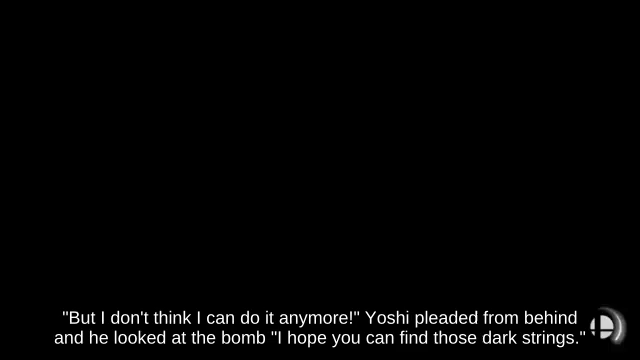 "But I don't think I can do it anymore!" Yoshi pleaded from behind
and he looked at the bomb "I hope you can find those dark strings."